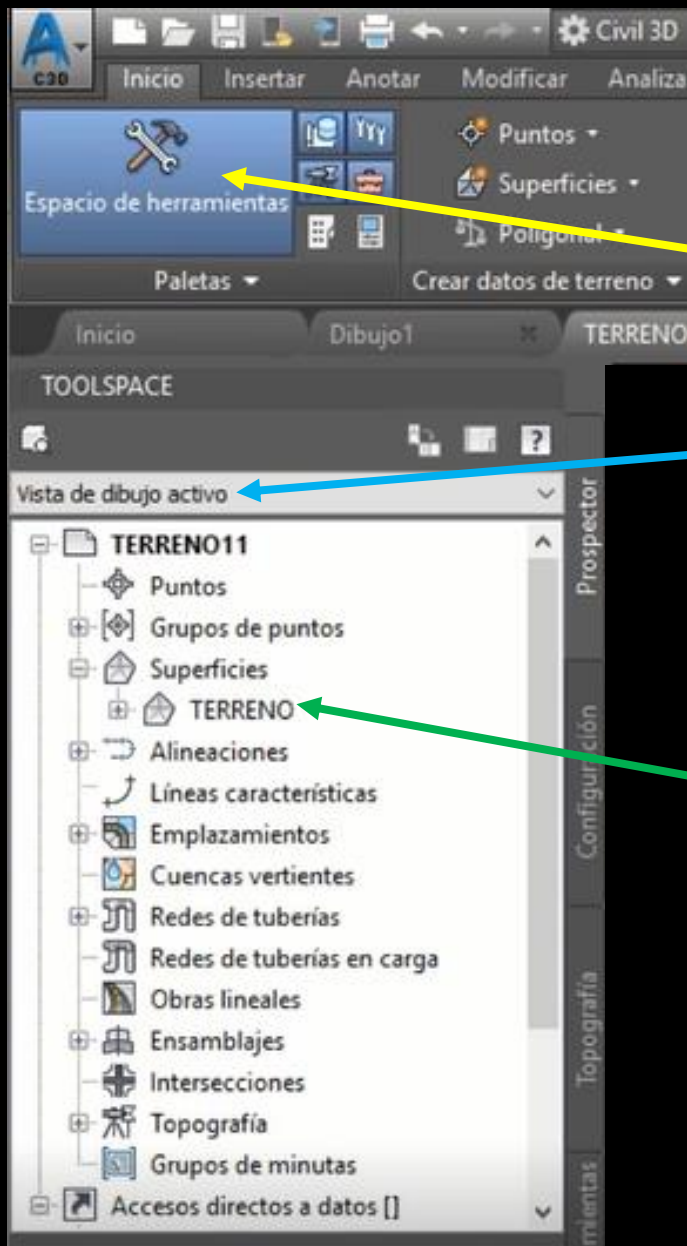 C3D
Civil 3D
Inicio Insertar Anotar Modificar Analiza
Espacio de herramientas
Puntos
Superficies
Poligonal
Paletas
Crear datos de terreno
Inicio
Dibujo1
TERRENO
TOOLSPACE
?
Vista de dibujo activo
TERRENO11
Puntos
Grupos de puntos
Superficies
TERRENO
Alineaciones
Líneas características
Emplazamientos
Cuencas vertientes
Redes de tuberías
Redes de tuberías en carga
Obras lineales
Ensamblajes
Intersecciones
Topografía
Grupos de minutas
Accesos directos a datos []
Prospector
Configuración
Topografía
mientas